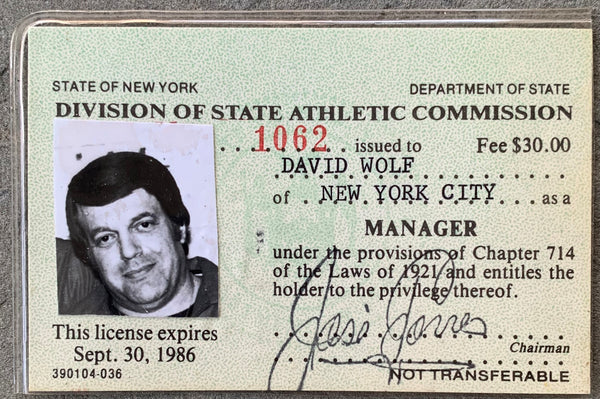 STATE OF NEW YORK DEPARTMENT OF STATE
DIVISION OF STATE ATHLETIC COMMISSION
1062 issued to Fee $30.00
DAVID WOLF
of NEW YORK CITY as a
MANAGER
under the provisions of Chapter 714
of the Laws of 1921 and entitles the
holder to the privilege thereof.
This license expires
Sept. 30, 1986
José Torres
Chairman
390104-036
NOT TRANSFERABLE